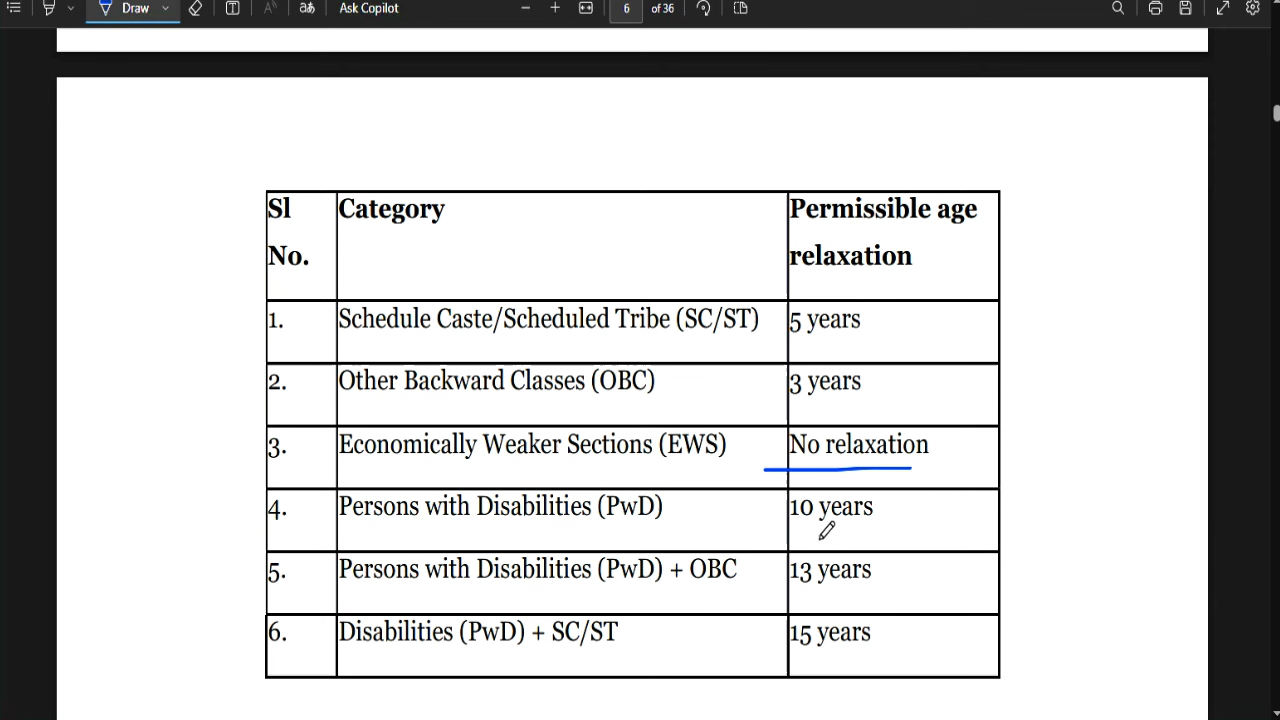 Draw
aあ
Ask Copilot
6
of 36
Sl No.
Category
Permissible age relaxation
1.
Schedule Caste/Scheduled Tribe (SC/ST)
5 years
2.
Other Backward Classes (OBC)
3 years
3.
Economically Weaker Sections (EWS)
No relaxation
4.
Persons with Disabilities (PwD)
10 years
5.
Persons with Disabilities (PwD) + OBC
13 years
6.
Disabilities (PwD) + SC/ST
15 years